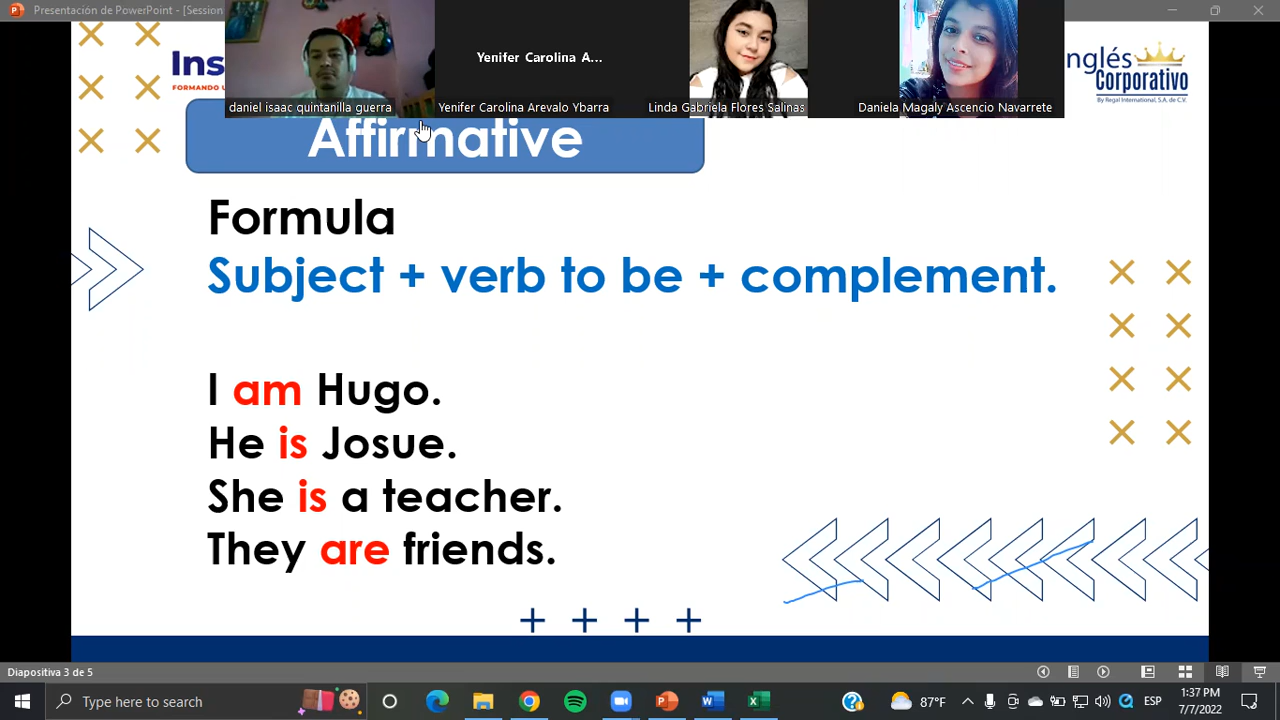 Presentación de PowerPoint - [Session
Yenifer Carolina A...
daniel isaac quintanilla guerra
Yenifer Carolina Arevalo Ybarra
Linda Gabriela Flores Salinas
Daniela Magaly Ascencio Navarrete
Ins
FORMANDO U
nglés
Corporativo
By Regal International, S.A. de C.V.
Affirmative
Formula
Subject + verb to be + complement.
I am Hugo.
He is Josue.
She is a teacher.
They are friends.
Diapositiva 3 de 5
Type here to search
87°F
ESP
1:37 PM
7/7/2022